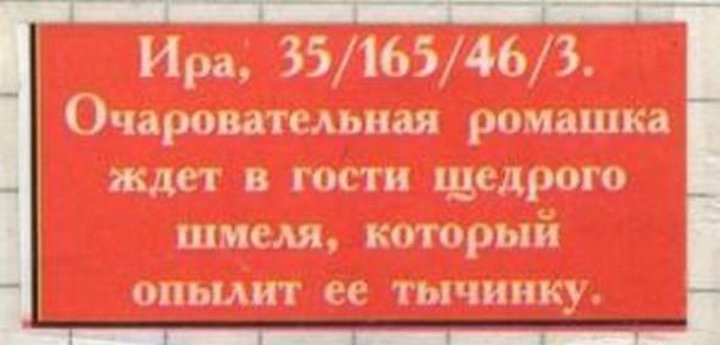 Ира, 35/165/46/3.
Очаровательная ромашка
ждет в гости щедрого
шмеля, который
опылит ее тычинку.